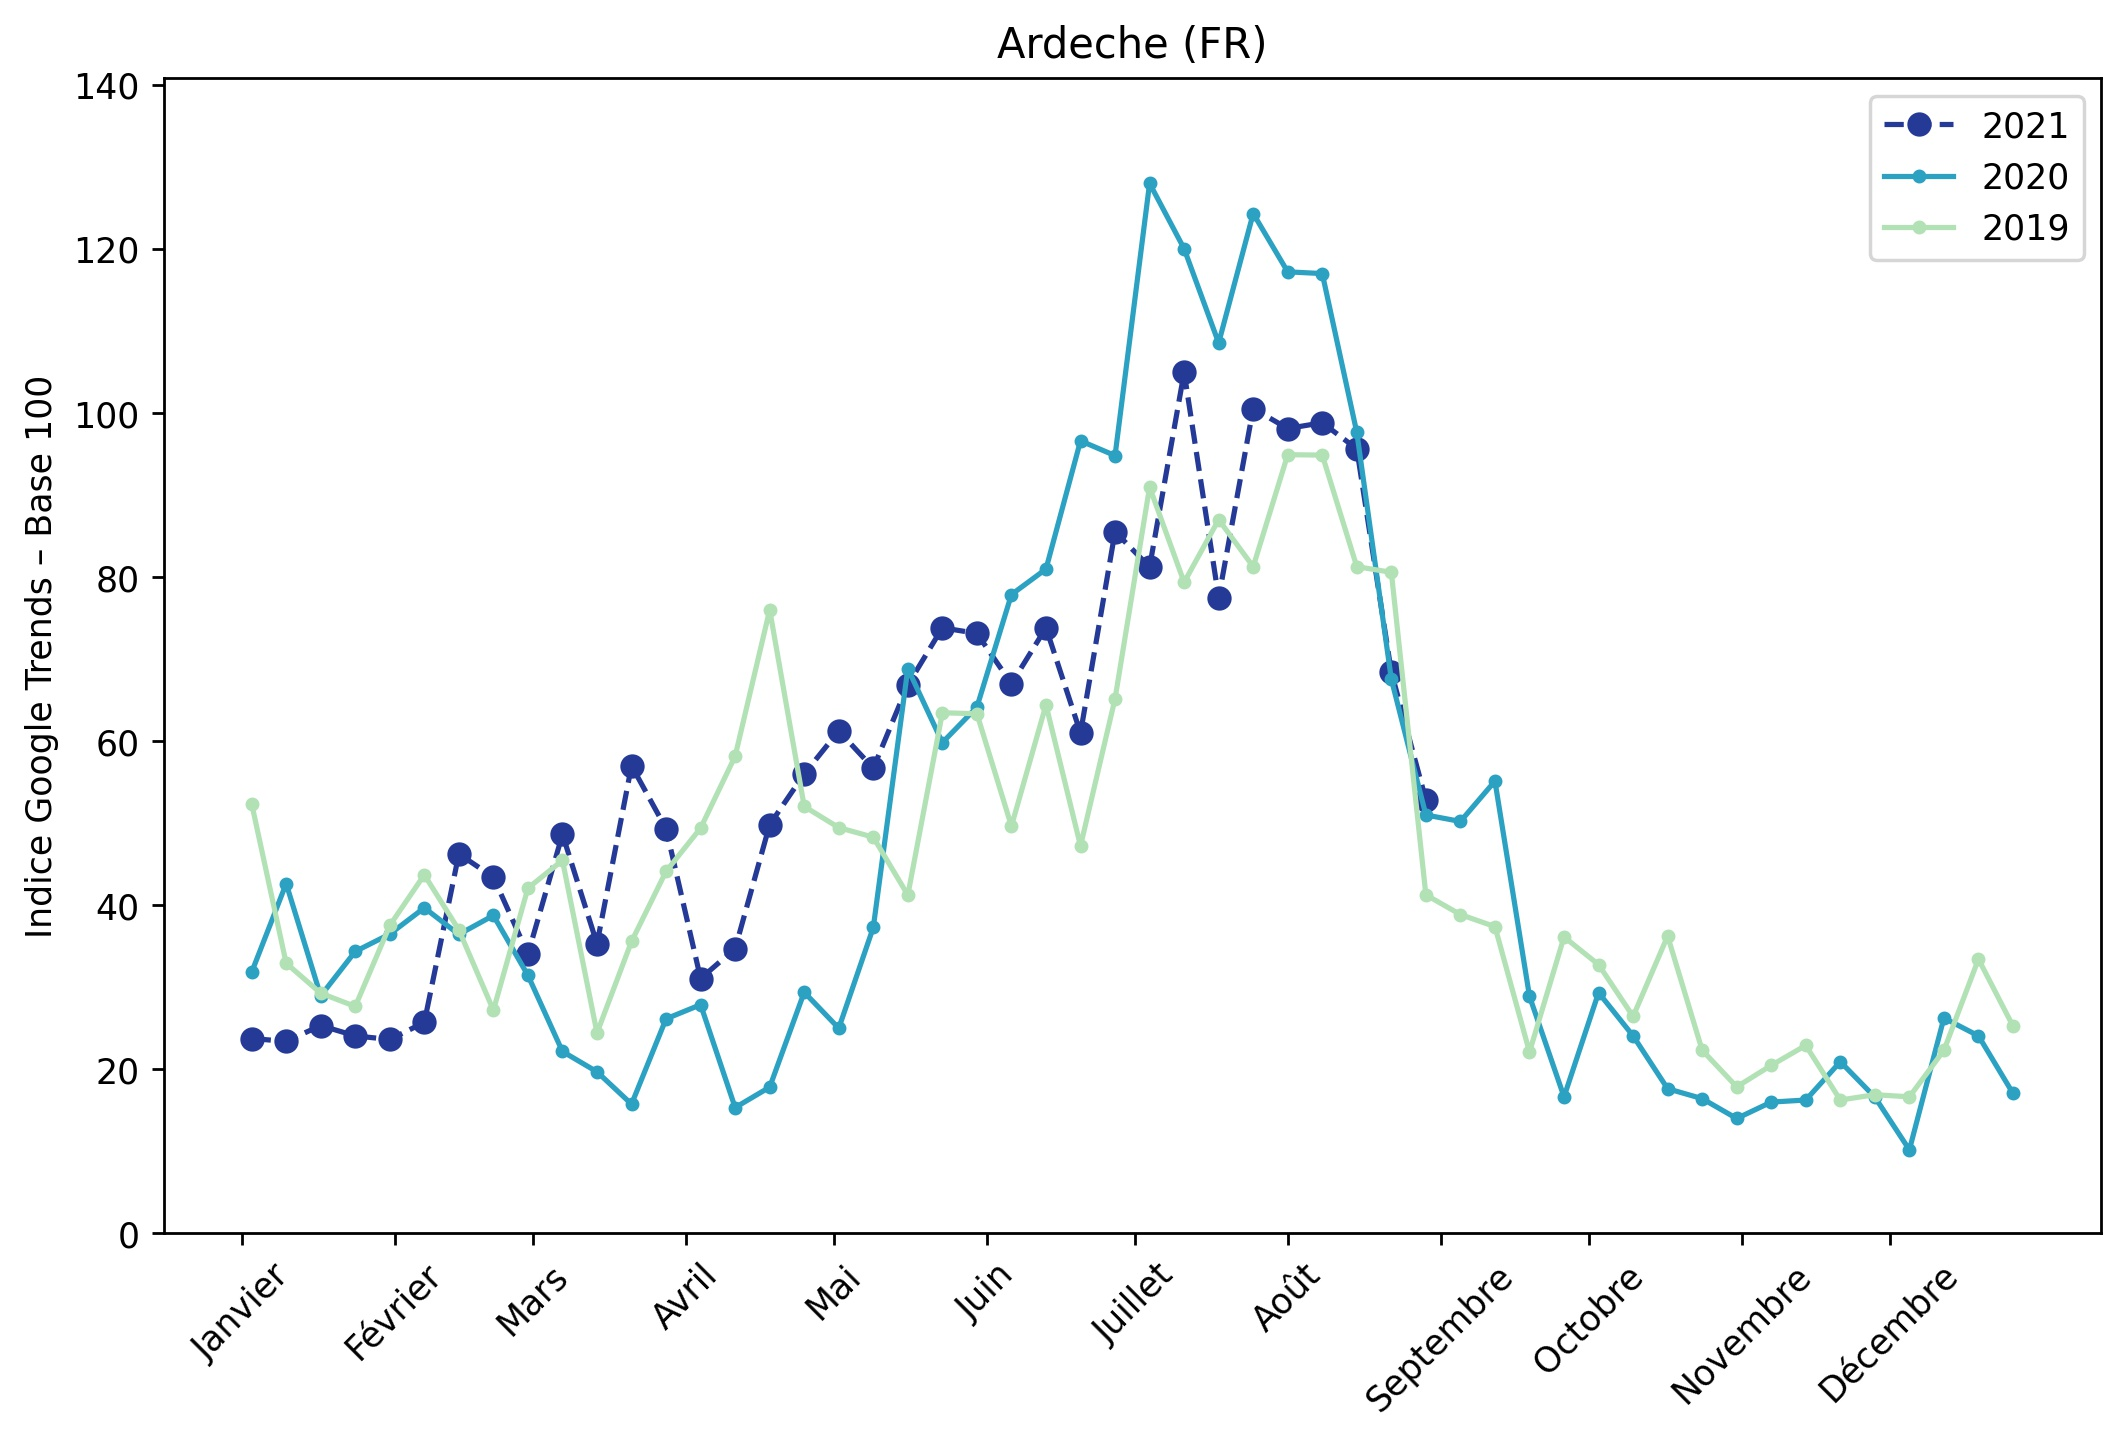 Ardeche (FR)
140
120
100
80
60
40
20
0
Indice Google Trends – Base 100
2021
2020
2019
Janvier
Février
Mars
Avril
Mai
Juin
Juillet
Août
Septembre
Octobre
Novembre
Décembre